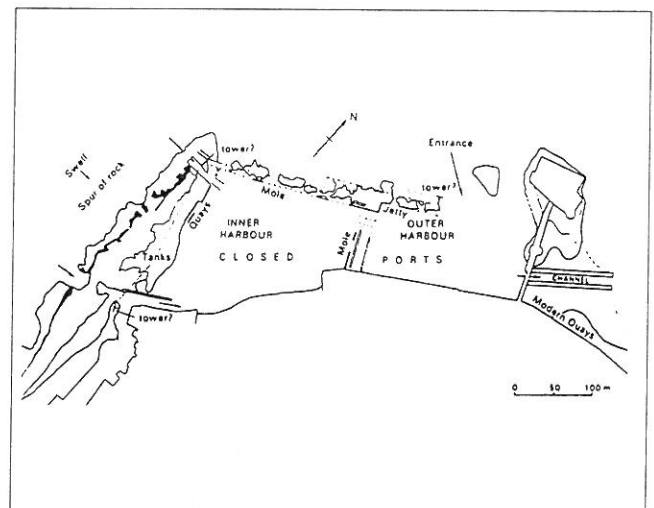 N
tower?
Entrance
Swell
Spur of rock
Mole
tower?
Jetty
Quays
INNER
HARBOUR
OUTER
HARBOUR
Mole
Tanks
CLOSED
PORTS
CHANNEL
tower?
Modern Quays
0 50 100 m